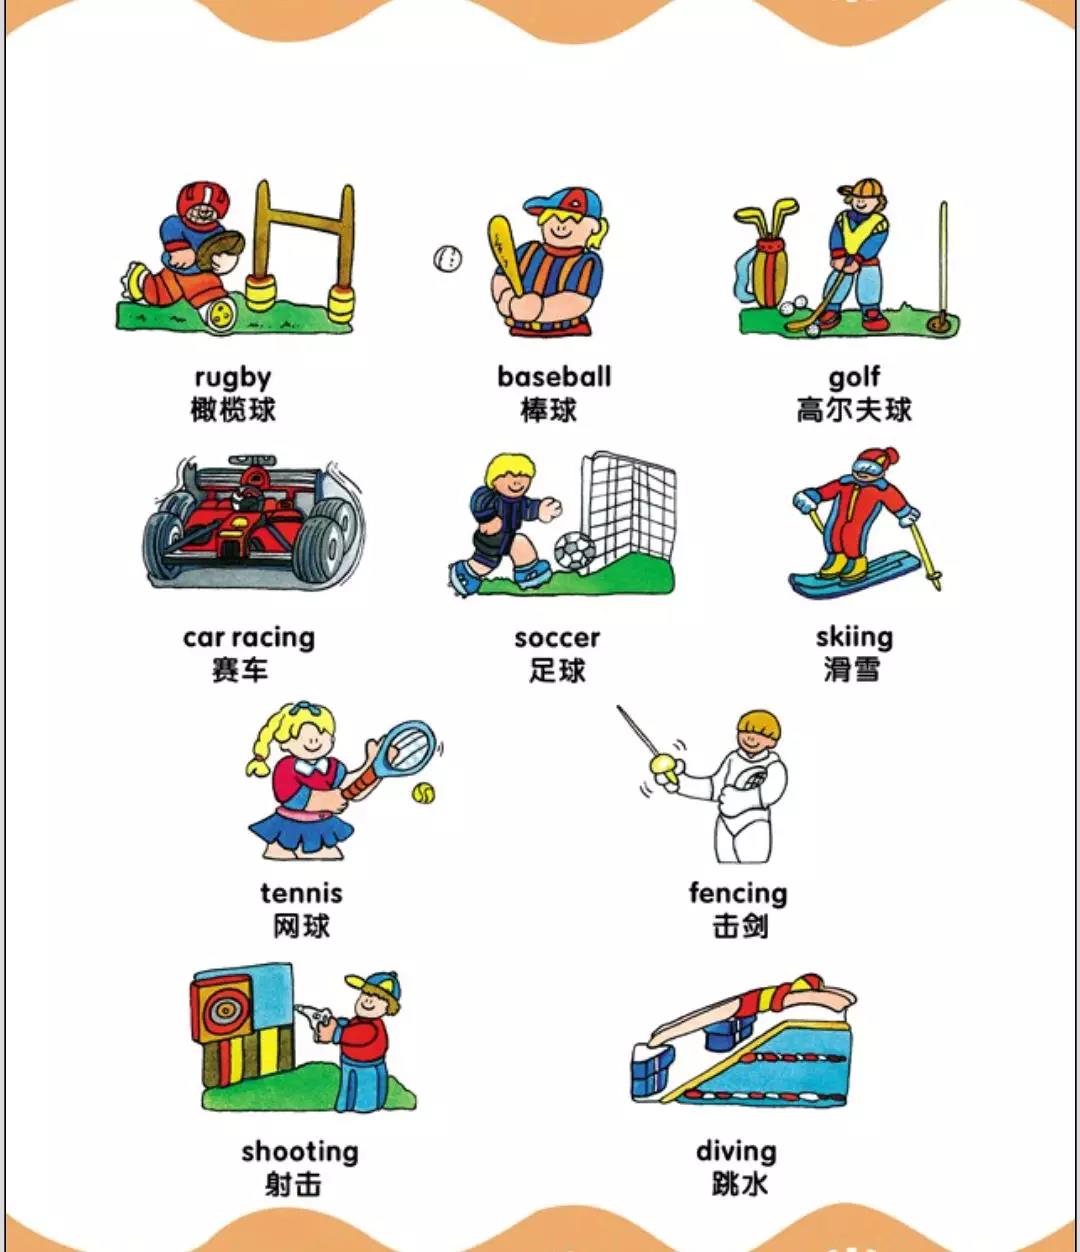 rugby
橄榄球
baseball
棒球
golf
高尔夫球
car racing
赛车
soccer
足球
skiing
滑雪
tennis
网球
fencing
击剑
shooting
射击
diving
跳水